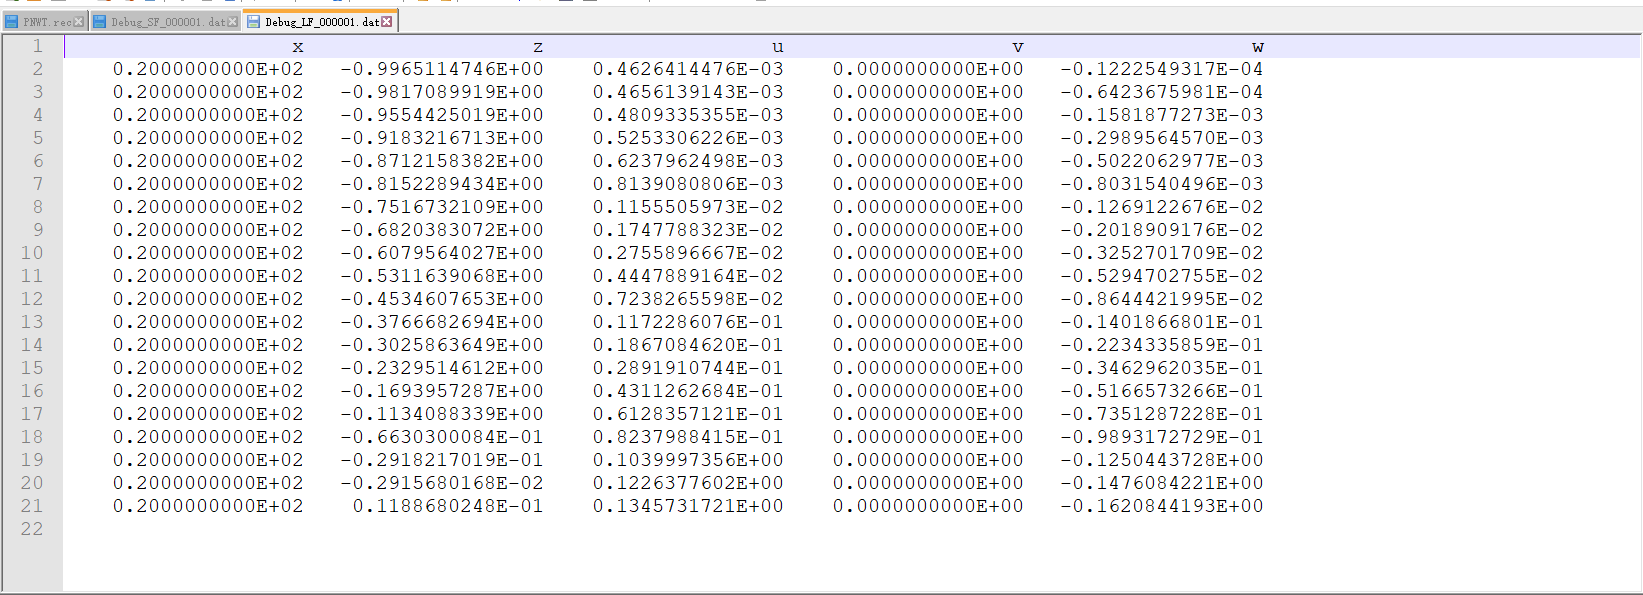 PNWT.rec Debug_SF_000001.dat Debug_LF_000001.dat
1 x z u v w
2 0.2000000000E+02 -0.9965114746E+00 0.4626414476E-03 0.0000000000E+00 -0.1222549317E-04
3 0.2000000000E+02 -0.9817089919E+00 0.4656139143E-03 0.0000000000E+00 -0.6423675981E-04
4 0.2000000000E+02 -0.9554425019E+00 0.4809335355E-03 0.0000000000E+00 -0.1581877273E-03
5 0.2000000000E+02 -0.9183216713E+00 0.5253306226E-03 0.0000000000E+00 -0.2989564570E-03
6 0.2000000000E+02 -0.8712158382E+00 0.6237962498E-03 0.0000000000E+00 -0.5022062977E-03
7 0.2000000000E+02 -0.8152289434E+00 0.8139080806E-03 0.0000000000E+00 -0.8031540496E-03
8 0.2000000000E+02 -0.7516732109E+00 0.1155505973E-02 0.0000000000E+00 -0.1269122676E-02
9 0.2000000000E+02 -0.6820383072E+00 0.1747788323E-02 0.0000000000E+00 -0.2018909176E-02
10 0.2000000000E+02 -0.6079564027E+00 0.2755896667E-02 0.0000000000E+00 -0.3252701709E-02
11 0.2000000000E+02 -0.5311639068E+00 0.4447889164E-02 0.0000000000E+00 -0.5294702755E-02
12 0.2000000000E+02 -0.4534607653E+00 0.7238265598E-02 0.0000000000E+00 -0.8644421995E-02
13 0.2000000000E+02 -0.3766682694E+00 0.1172286076E-01 0.0000000000E+00 -0.1401866801E-01
14 0.2000000000E+02 -0.3025863649E+00 0.1867084620E-01 0.0000000000E+00 -0.2234335859E-01
15 0.2000000000E+02 -0.2329514612E+00 0.2891910744E-01 0.0000000000E+00 -0.3462962035E-01
16 0.2000000000E+02 -0.1693957287E+00 0.4311262684E-01 0.0000000000E+00 -0.5166573266E-01
17 0.2000000000E+02 -0.1134088339E+00 0.6128357121E-01 0.0000000000E+00 -0.7351287228E-01
18 0.2000000000E+02 -0.6630300084E-01 0.8237988415E-01 0.0000000000E+00 -0.9893172729E-01
19 0.2000000000E+02 -0.2918217019E-01 0.1039997356E+00 0.0000000000E+00 -0.1250443728E+00
20 0.2000000000E+02 -0.2915680168E-02 0.1226377602E+00 0.0000000000E+00 -0.1476084221E+00
21 0.2000000000E+02 0.1188680248E-01 0.1345731721E+00 0.0000000000E+00 -0.1620844193E+00
22